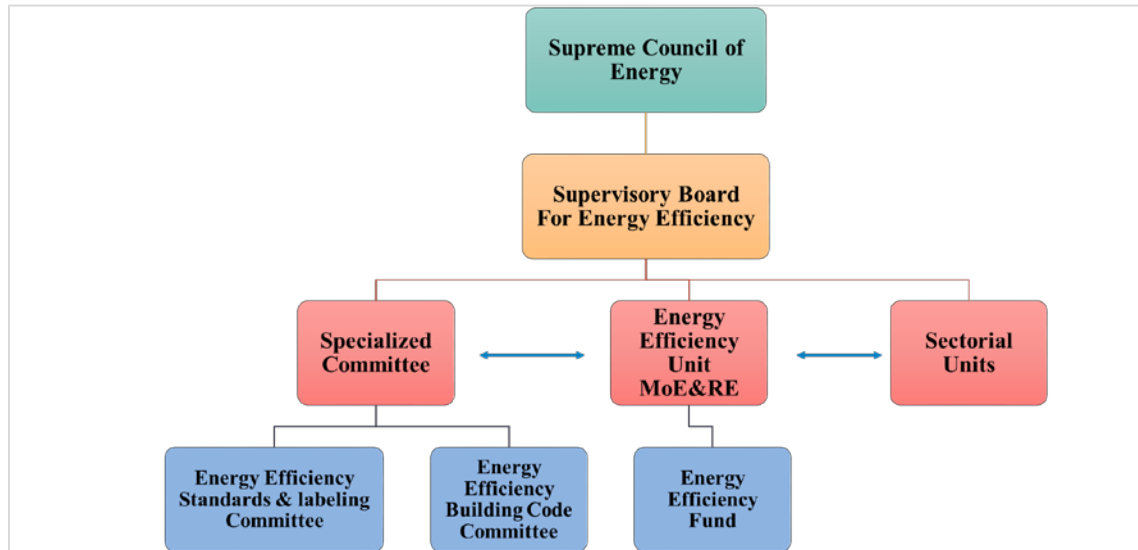 Supreme Council of
Energy
Supervisory Board
For Energy Efficiency
Specialized
Committee
Energy
Efficiency
Unit
MoE&RE
Sectorial
Units
Energy Efficiency
Standards & labeling
Committee
Energy
Efficiency
Building Code
Committee
Energy
Efficiency
Fund